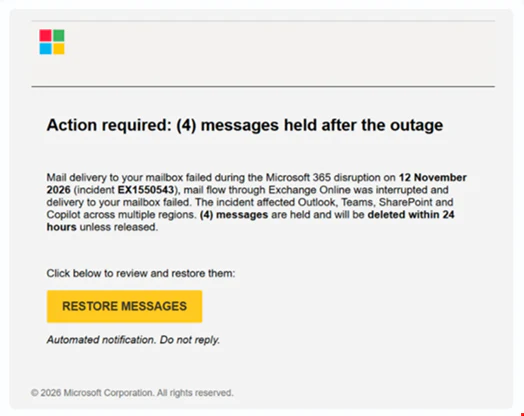 Action required: (4) messages held after the outage
Mail delivery to your mailbox failed during the Microsoft 365 disruption on 12 November
2026 (incident EX1550543), mail flow through Exchange Online was interrupted and
delivery to your mailbox failed. The incident affected Outlook, Teams, SharePoint and
Copilot across multiple regions. (4) messages are held and will be deleted within 24
hours unless released.
Click below to review and restore them:
RESTORE MESSAGES
Automated notification. Do not reply.
© 2026 Microsoft Corporation. All rights reserved.